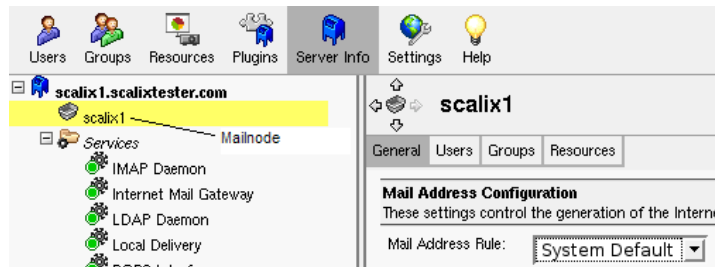 Users Groups Resources Plugins Server Info Settings Help
scalix1.scalixtester.com
scalix1
Mailnode
Services
IMAP Daemon
Internet Mail Gateway
LDAP Daemon
Local Delivery
scalix1
General Users Groups Resources
Mail Address Configuration
These settings control the generation of the Interne
Mail Address Rule: System Default